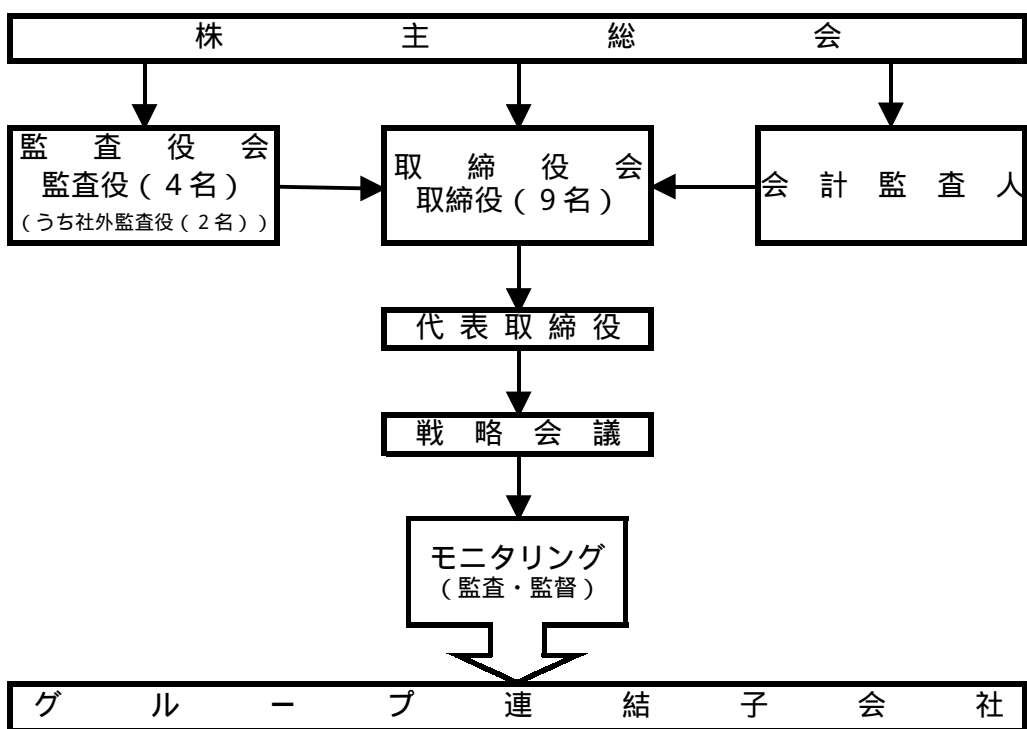 株主総会
監査役会
監査役（4名）
（うち社外監査役（2名））
取締役会
取締役（9名）
会計監査人
代表取締役
戦略会議
モニタリング
（監査・監督）
グループ連結子会社